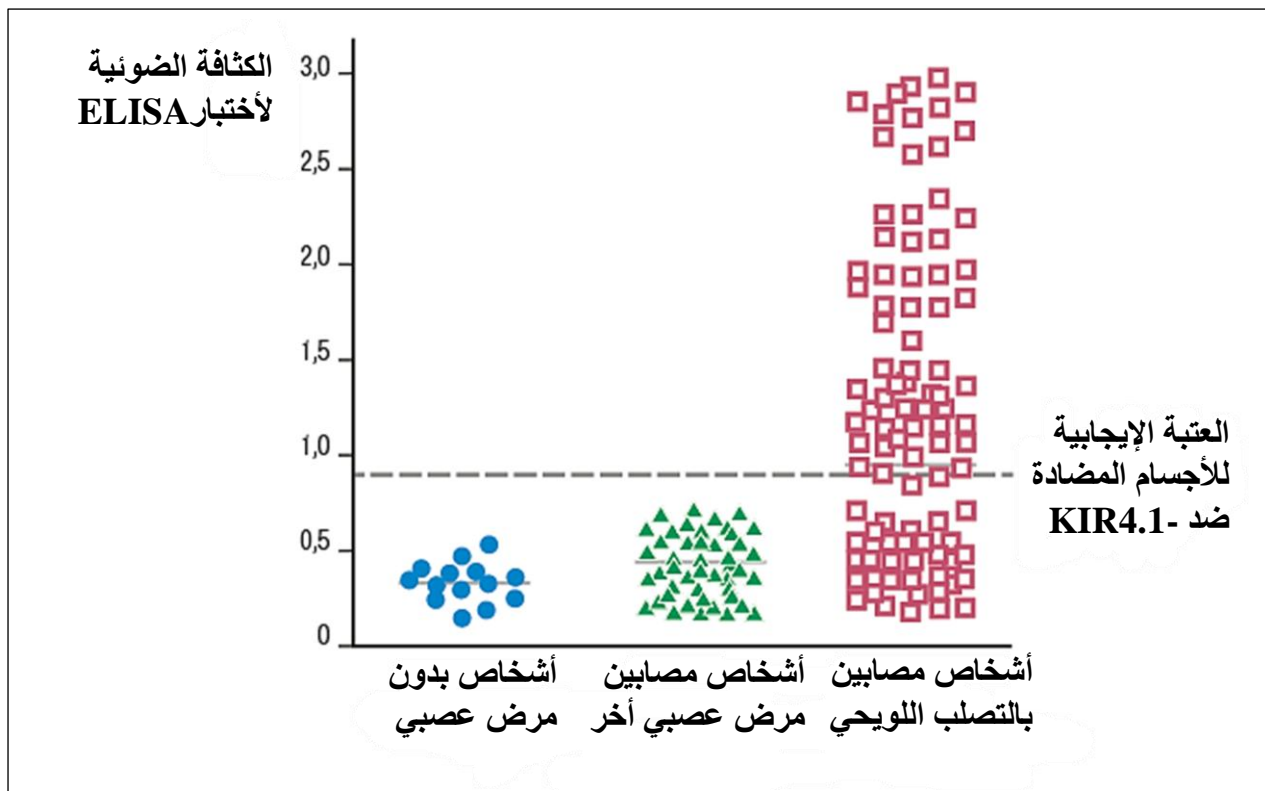 الكثافة الضوئية
لأختبارELISA
3,0
2,5
2,0
1,5
1,0
0,5
0
العتبة الإيجابية
للأجسام المضادة
ضد -KIR4.1
أشخاص بدون
مرض عصبي
أشخاص مصابين
مرض عصبي أخر
أشخاص مصابين
بالتصلب اللويحي